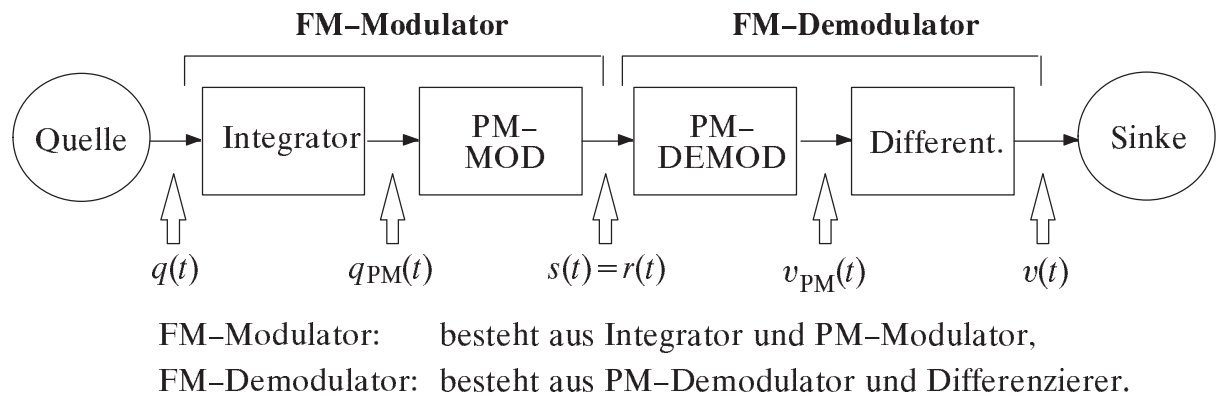 FM–Modulator FM–Demodulator
Quelle Integrator PM–MOD PM–DEMOD Different. Sinke
q(t) qPM(t) s(t)=r(t) vPM(t) v(t)
FM–Modulator: besteht aus Integrator und PM–Modulator,
FM–Demodulator: besteht aus PM–Demodulator und Differenzierer.